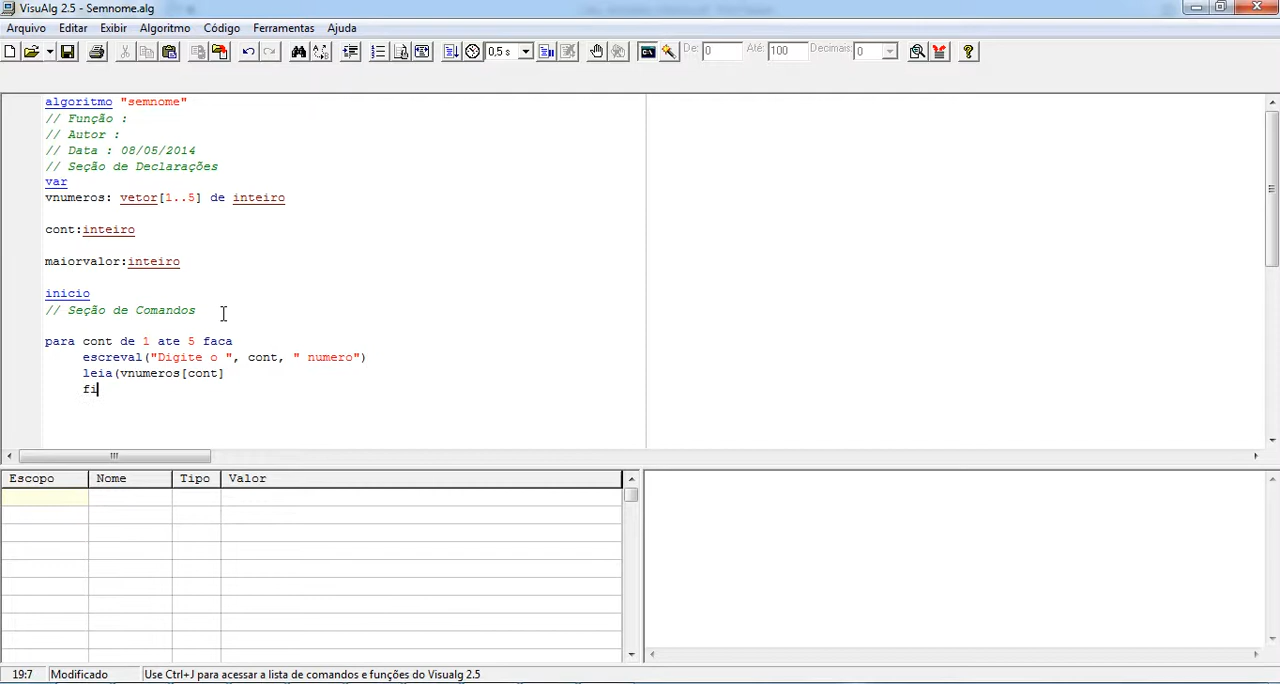 VisuAlg 2.5 - Semnome.alg
Arquivo Editar Exibir Algoritmo Código Ferramentas Ajuda
0,5 s De: 0 Até: 100 Decimais: 0
algoritmo "semnome"
// Função :
// Autor :
// Data : 08/05/2014
// Seção de Declarações
var
vnumeros: vetor[1..5] de inteiro
cont:inteiro
maiorvalor:inteiro
inicio
// Seção de Comandos
para cont de 1 ate 5 faca
escreval("Digite o ", cont, " numero")
leia(vnumeros[cont]
fi
Escopo Nome Tipo Valor
19:7 Modificado Use Ctrl+J para acessar a lista de comandos e funções do Visualg 2.5